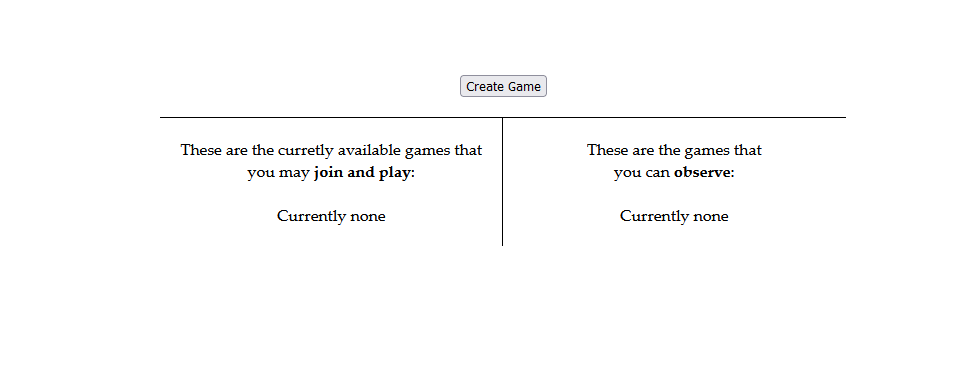 Create Game
These are the curretly available games that
you may join and play:
Currently none
These are the games that
you can observe:
Currently none